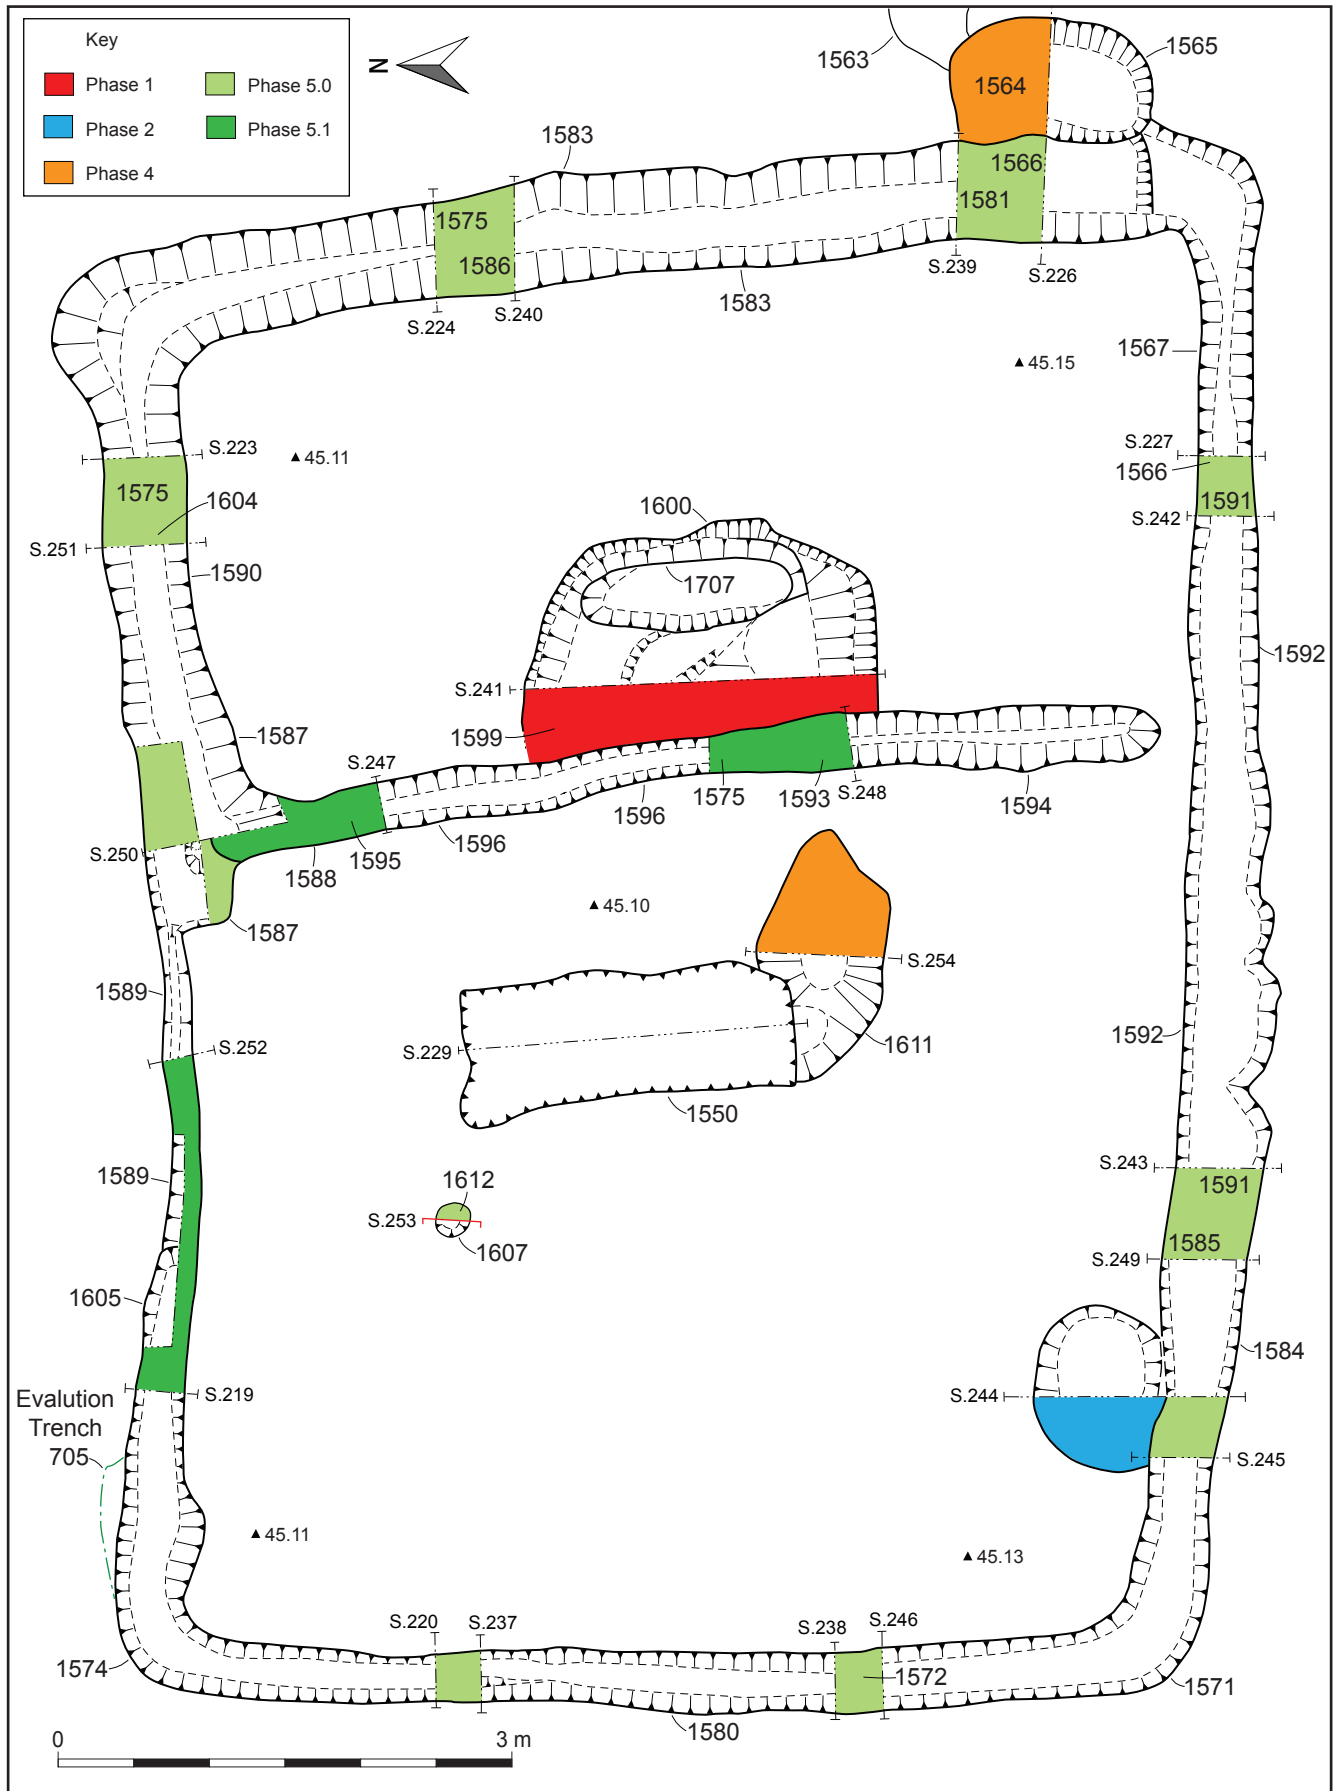 Key
Phase 1
Phase 2
Phase 4
Phase 5.0
Phase 5.1
N
1563
1564
1565
1583
1566
1581
1575
1586
S.239
S.226
S.224
S.240
1583
1567
45.15
S.223
45.11
S.227
1566
1575
1604
1591
S.242
S.251
1600
1590
1707
1592
S.241
1587
1599
S.247
1575
1593
S.248
1594
1596
1596
S.250
1595
1588
45.10
1587
S.254
1589
1592
1611
S.252
S.229
1550
S.243
1591
1589
1612
S.253
1607
1585
S.249
1605
1584
S.219
S.244
Evalution
Trench
705
S.245
45.11
45.13
S.220
S.237
S.238
S.246
1574
1572
1571
1580
0
3 m